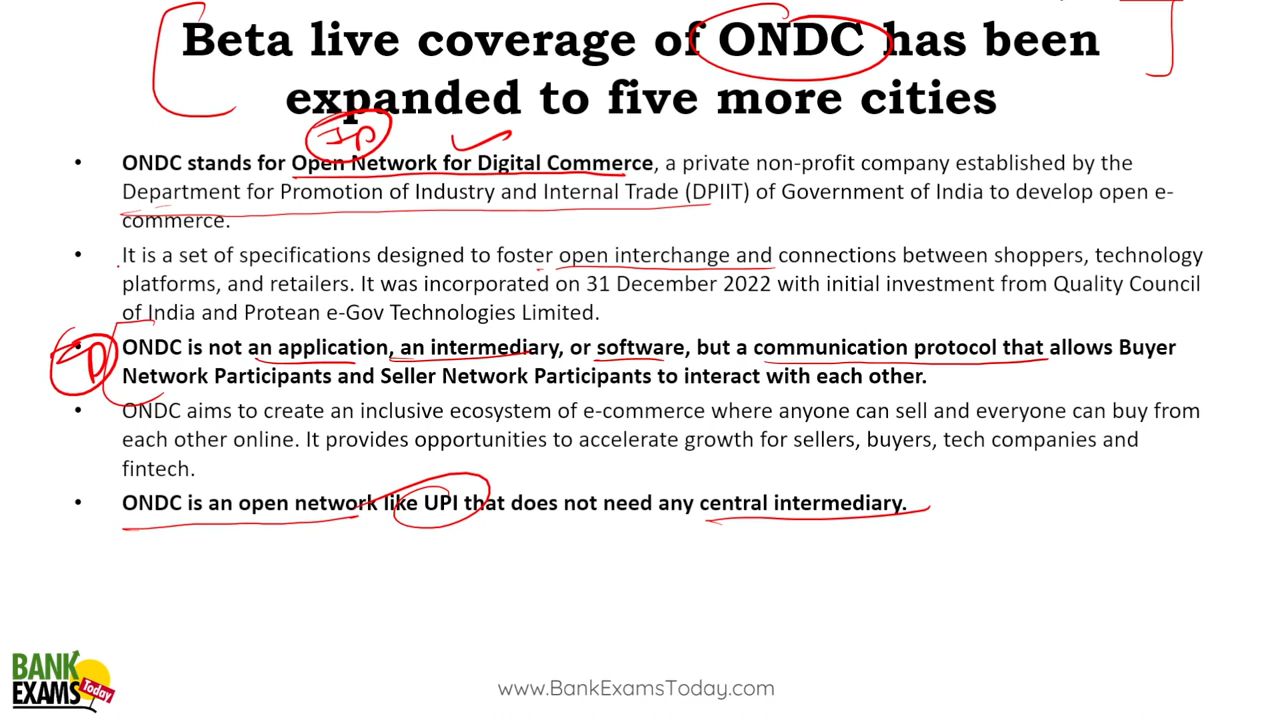 Beta live coverage of ONDC has been
expanded to five more cities
IP
• ONDC stands for Open Network for Digital Commerce, a private non-profit company established by the
Department for Promotion of Industry and Internal Trade (DPIIT) of Government of India to develop open e-
commerce.
• It is a set of specifications designed to foster open interchange and connections between shoppers, technology
platforms, and retailers. It was incorporated on 31 December 2022 with initial investment from Quality Council
of India and Protean e-Gov Technologies Limited.
• ONDC is not an application, an intermediary, or software, but a communication protocol that allows Buyer
Network Participants and Seller Network Participants to interact with each other.
• ONDC aims to create an inclusive ecosystem of e-commerce where anyone can sell and everyone can buy from
each other online. It provides opportunities to accelerate growth for sellers, buyers, tech companies and
fintech.
• ONDC is an open network like UPI that does not need any central intermediary.
BANK
EXAMS Today
www.BankExamsToday.com